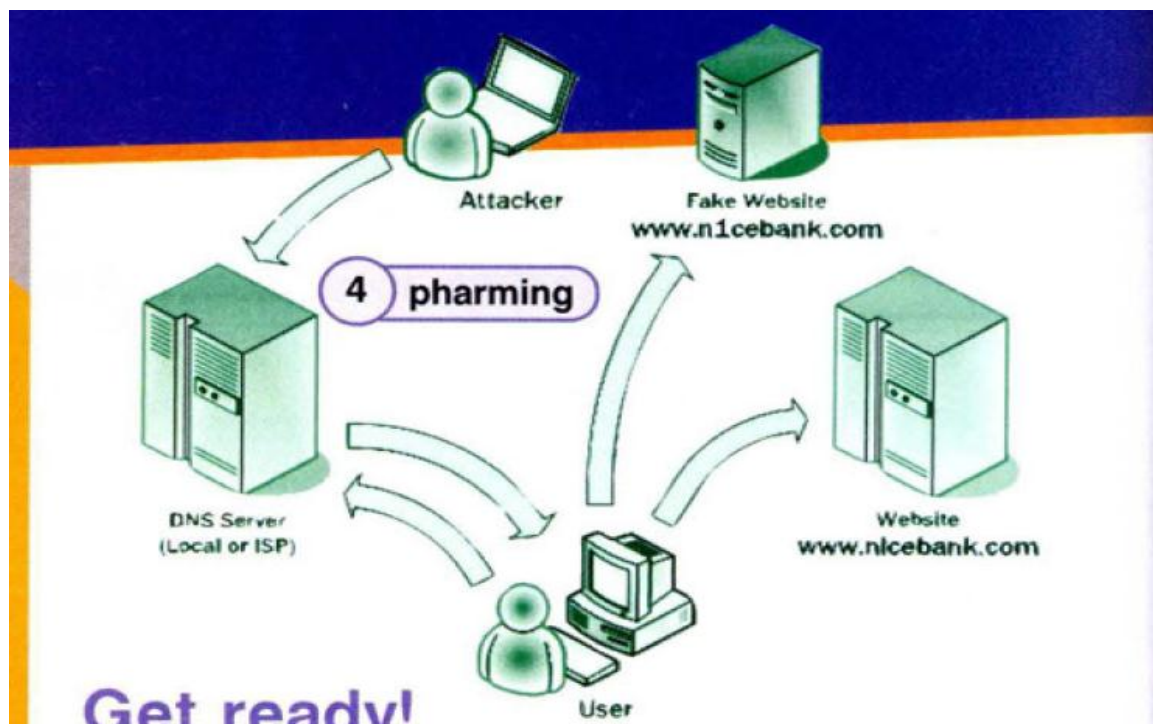 Attacker
Fake Website
www.n1cebank.com
4 pharming
DNS Server
(Local or ISP)
Website
www.nicebank.com
User
Get ready!